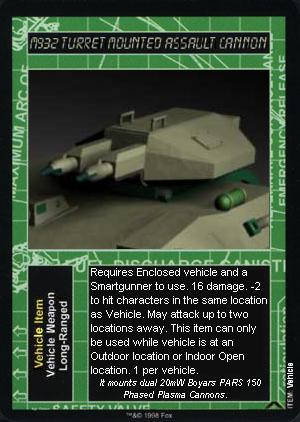 M932 TURRET MOUNTED ASSAULT CANNON
MAXIMUM ARC OF
EMERGENCY RELEASE
DISCHARGE
Vehicle Item
Vehicle Weapon
Long-Ranged
Requires Enclosed vehicle and a
Smartgunner to use. 16 damage. -2
to hit characters in the same location
as Vehicle. May attack up to two
locations away. This item can only
be used while vehicle is at an
Outdoor location or Indoor Open
location. 1 per vehicle.
It mounts dual 20mW Boyars PARS 150
Phased Plasma Cannons.
ITEM: Vehicle
SAFETY VALVE
™&© 1998 Fox